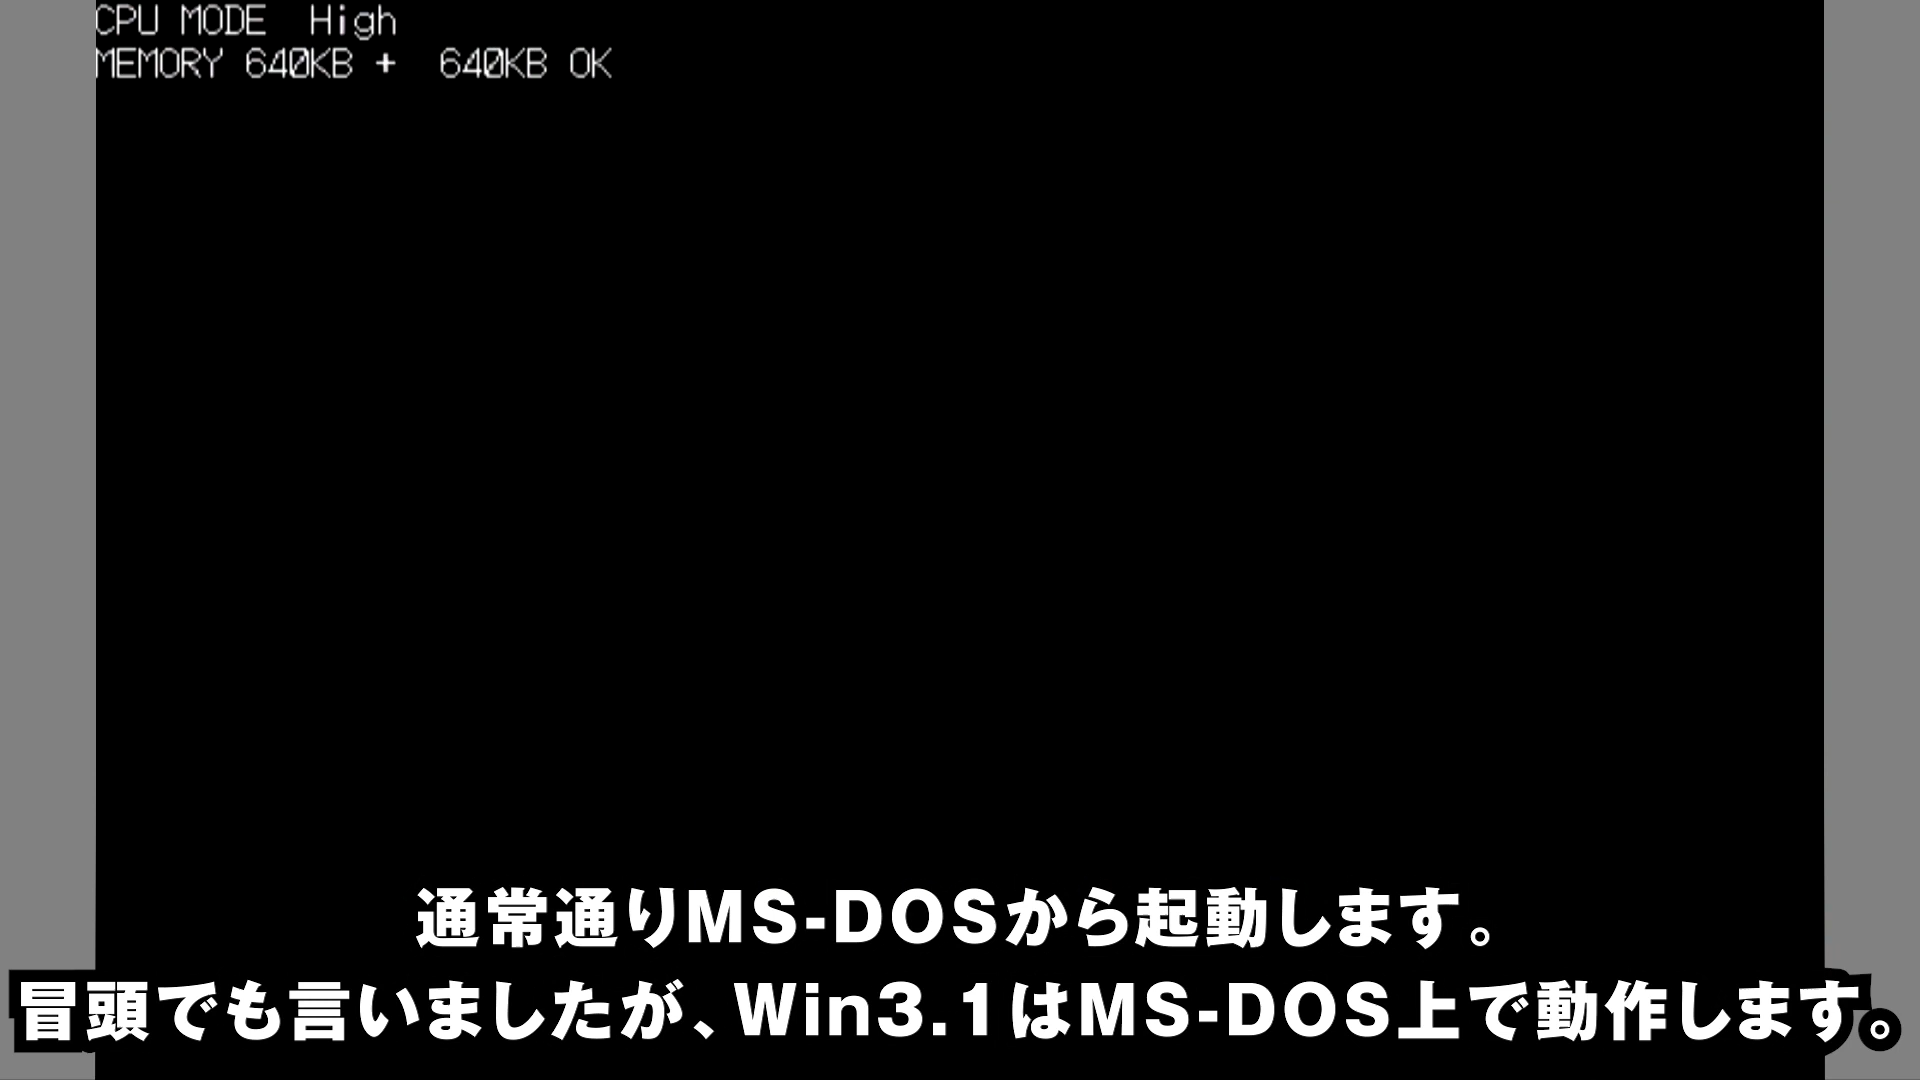 CPU MODE  High
MEMORY 640KB +  640KB OK
通常通りMS-DOSから起動します。
冒頭でも言いましたが、Win3.1はMS-DOS上で動作します。